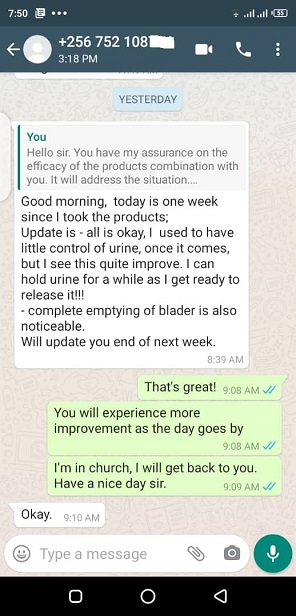 7:50
35
+256 752 108
3:18 PM
YESTERDAY
You
Hello sir. You have my assurance on the
efficacy of the products combination with
you. It will address the situation....
Good morning, today is one week
since I took the products;
Update is - all is okay, I used to have
little control of urine, once it comes,
but I see this quite improve. I can
hold urine for a while as I get ready to
release it!!!
- complete emptying of blader is also
noticeable.
Will update you end of next week.
8:39 AM
That's great! 9:08 AM
You will experience more
improvement as the day goes by
9:08 AM
I'm in church, I will get back to you.
Have a nice day sir. 9:09 AM
Okay. 9:10 AM
Type a message